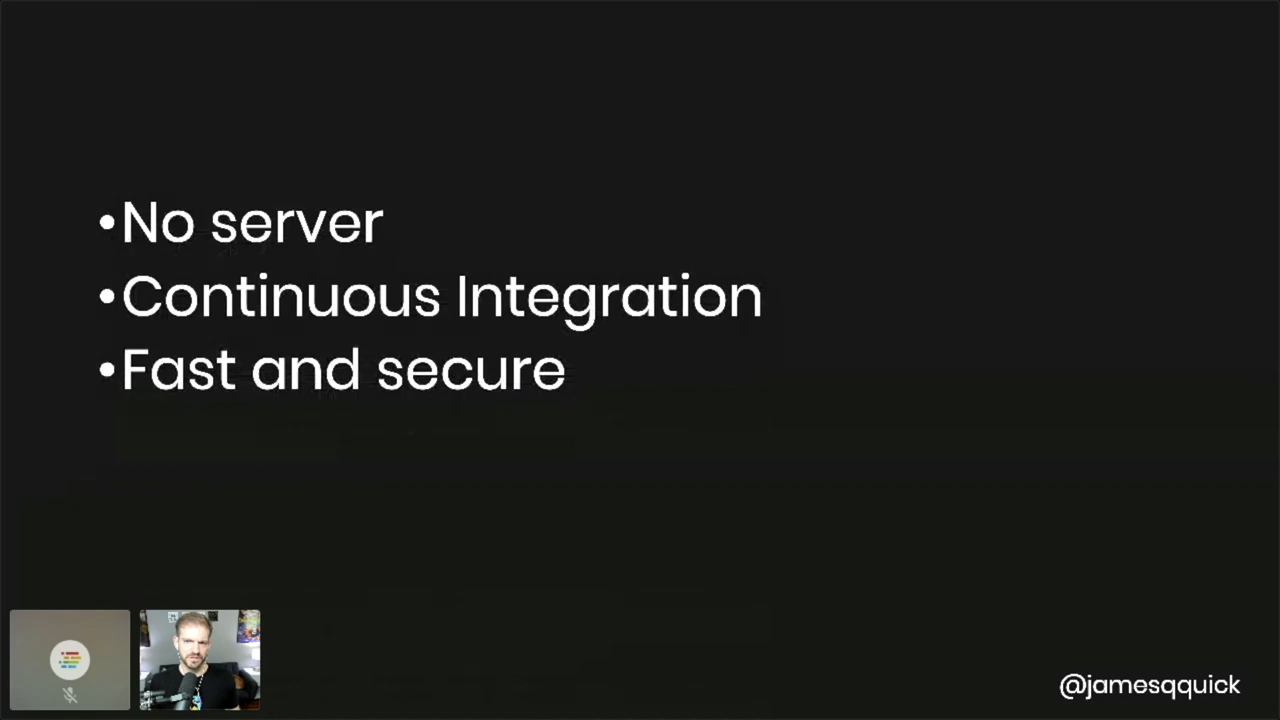 •No server
•Continuous Integration
•Fast and secure
@jamesqquick